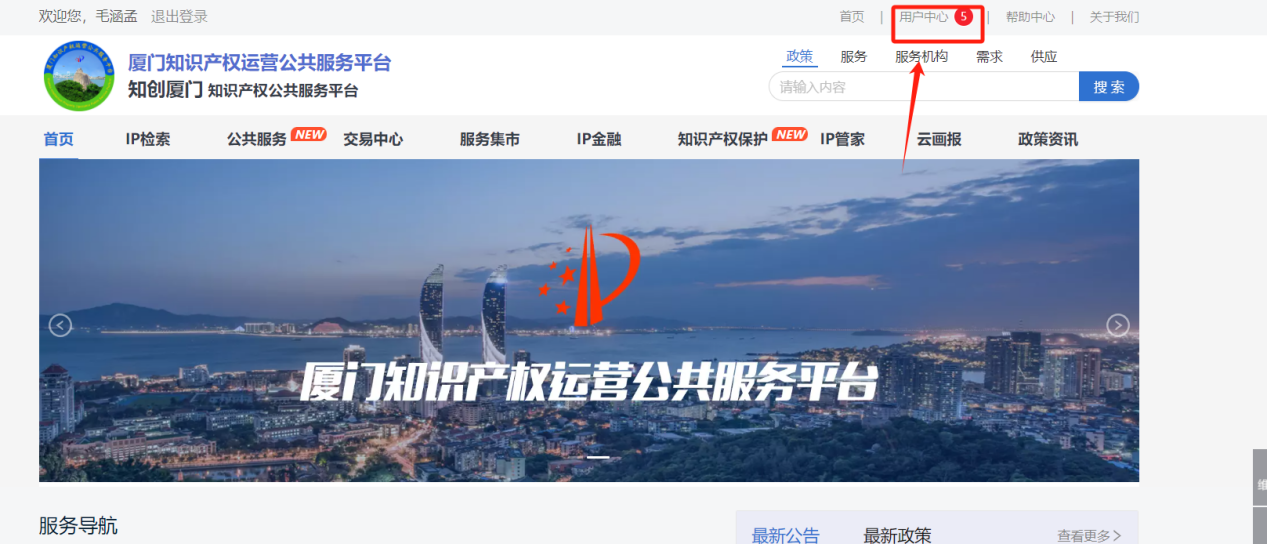 欢迎您，毛涵孟 退出登录 首页 | 用户中心 5 | 帮助中心 | 关于我们
厦门知识产权运营公共服务平台
知创厦门 知识产权公共服务平台
政策 服务 服务机构 需求 供应
请输入内容 搜 索
首页 IP检索 公共服务 NEW 交易中心 服务集市 IP金融 知识产权保护 NEW IP管家 云画报 政策资讯
厦门知识产权运营公共服务平台
服务导航
最新公告 最新政策 查看更多>